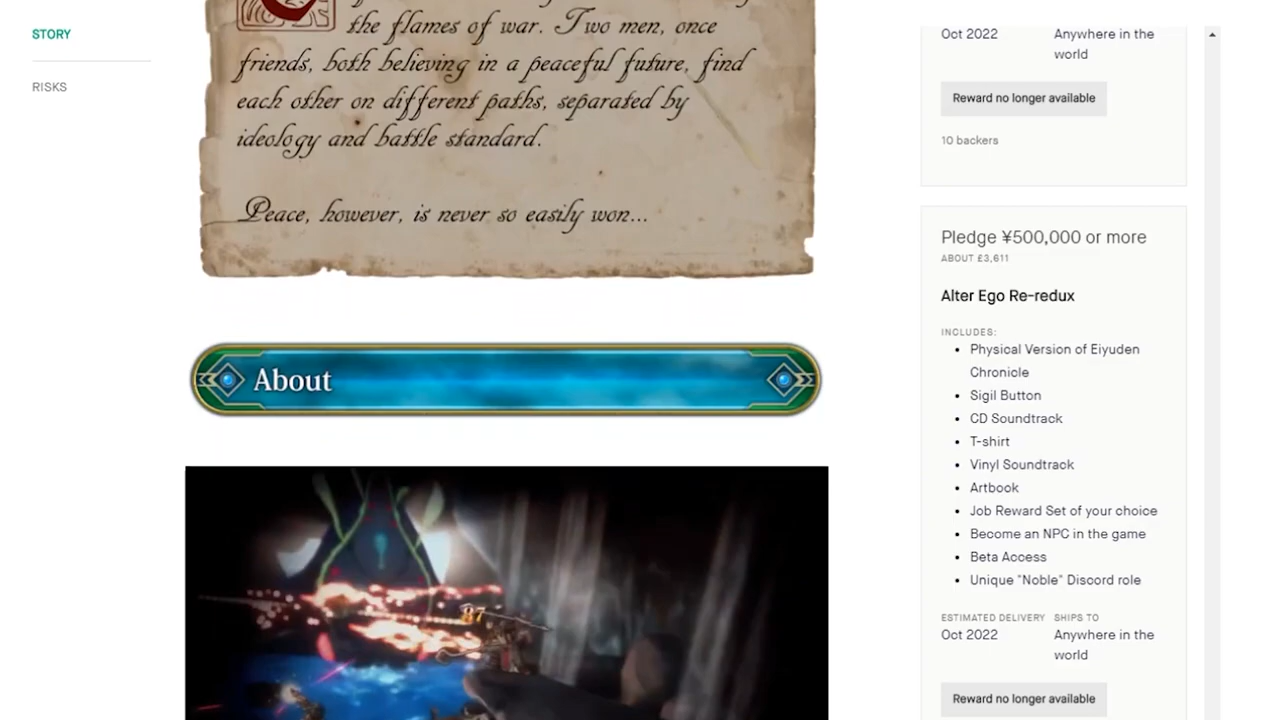 STORY
RISKS
the flames of war. Two men, once
friends, both believing in a peaceful future, find
each other on different paths, separated by
ideology and battle standard.
Peace, however, is never so easily won...
About
87
Oct 2022
Anywhere in the
world
Reward no longer available
10 backers
Pledge ¥500,000 or more
ABOUT £3,611
Alter Ego Re-redux
INCLUDES:
• Physical Version of Eiyuden
Chronicle
• Sigil Button
• CD Soundtrack
• T-shirt
• Vinyl Soundtrack
• Artbook
• Job Reward Set of your choice
• Become an NPC in the game
• Beta Access
• Unique "Noble" Discord role
ESTIMATED DELIVERY
Oct 2022
SHIPS TO
Anywhere in the
world
Reward no longer available